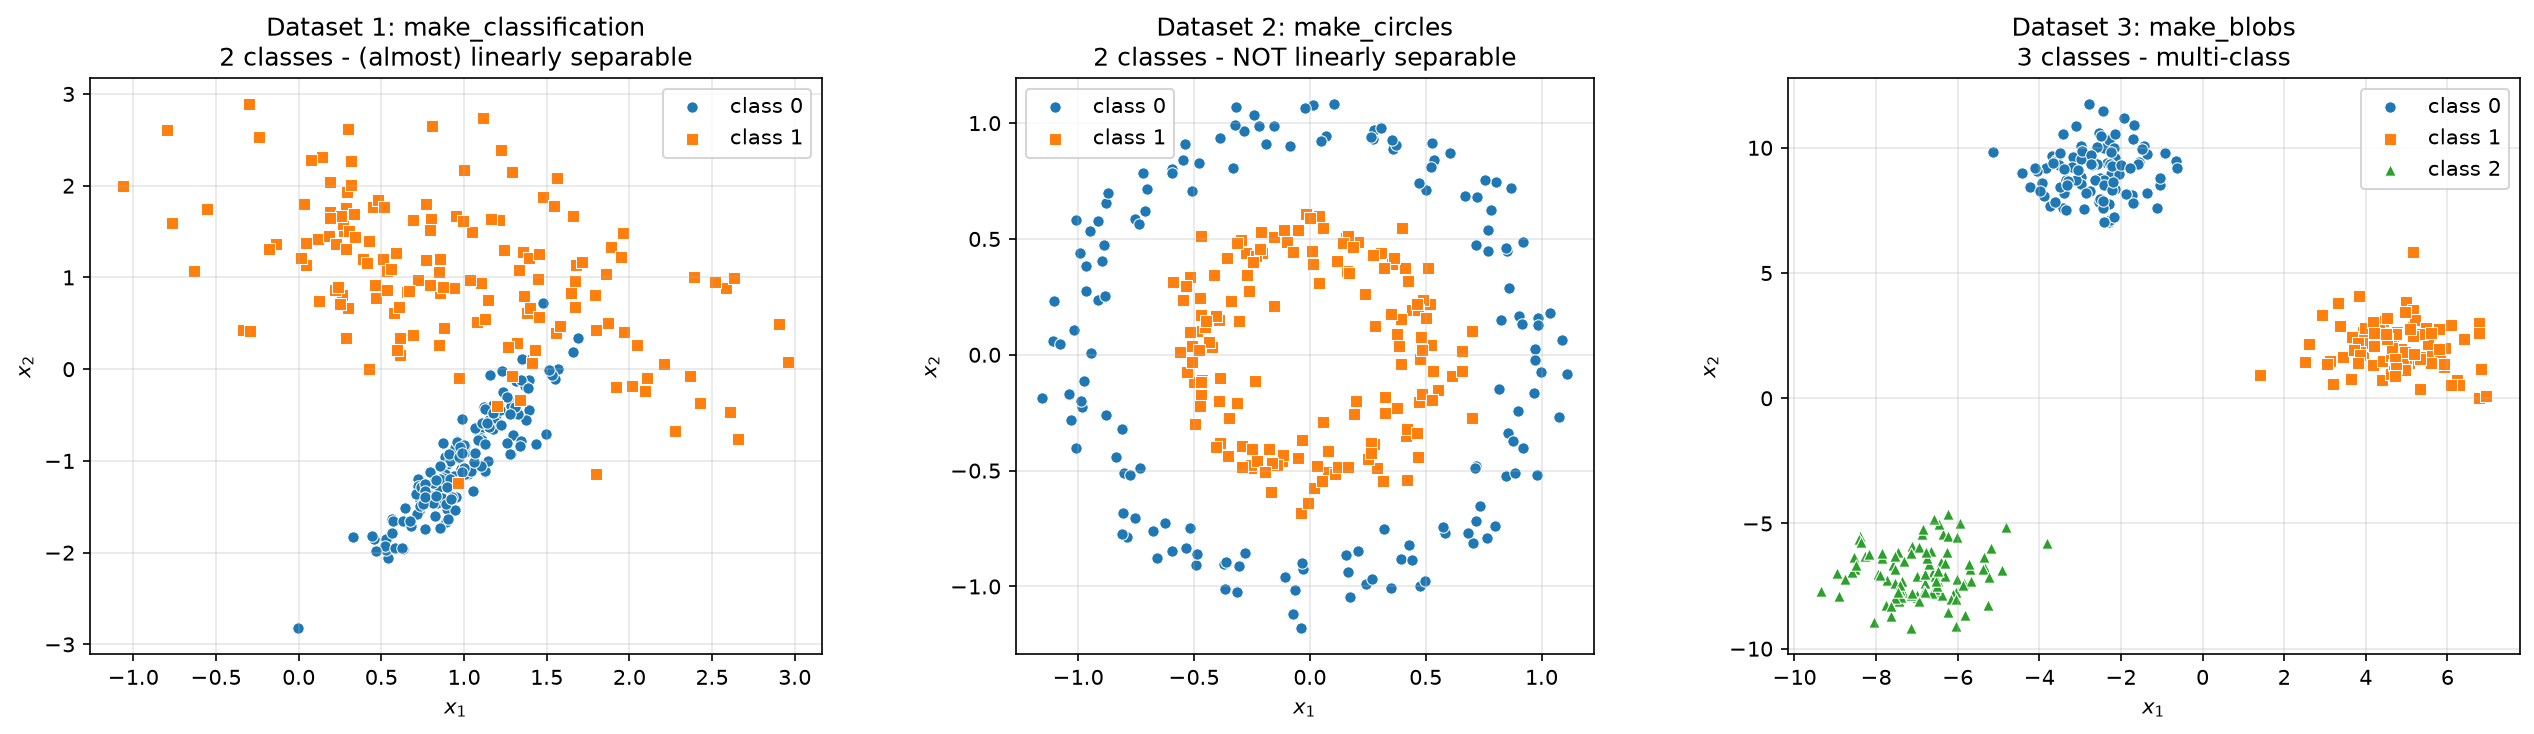 Dataset 1: make_classification
2 classes - (almost) linearly separable
class 0
class 1
3
2
1
0
−1
−2
−3
x2
−1.0 −0.5 0.0 0.5 1.0 1.5 2.0 2.5 3.0
x1
Dataset 2: make_circles
2 classes - NOT linearly separable
class 0
class 1
1.0
0.5
0.0
−0.5
−1.0
x2
−1.0 −0.5 0.0 0.5 1.0
x1
Dataset 3: make_blobs
3 classes - multi-class
class 0
class 1
class 2
10
5
0
−5
−10
x2
−10 −8 −6 −4 −2 0 2 4 6
x1